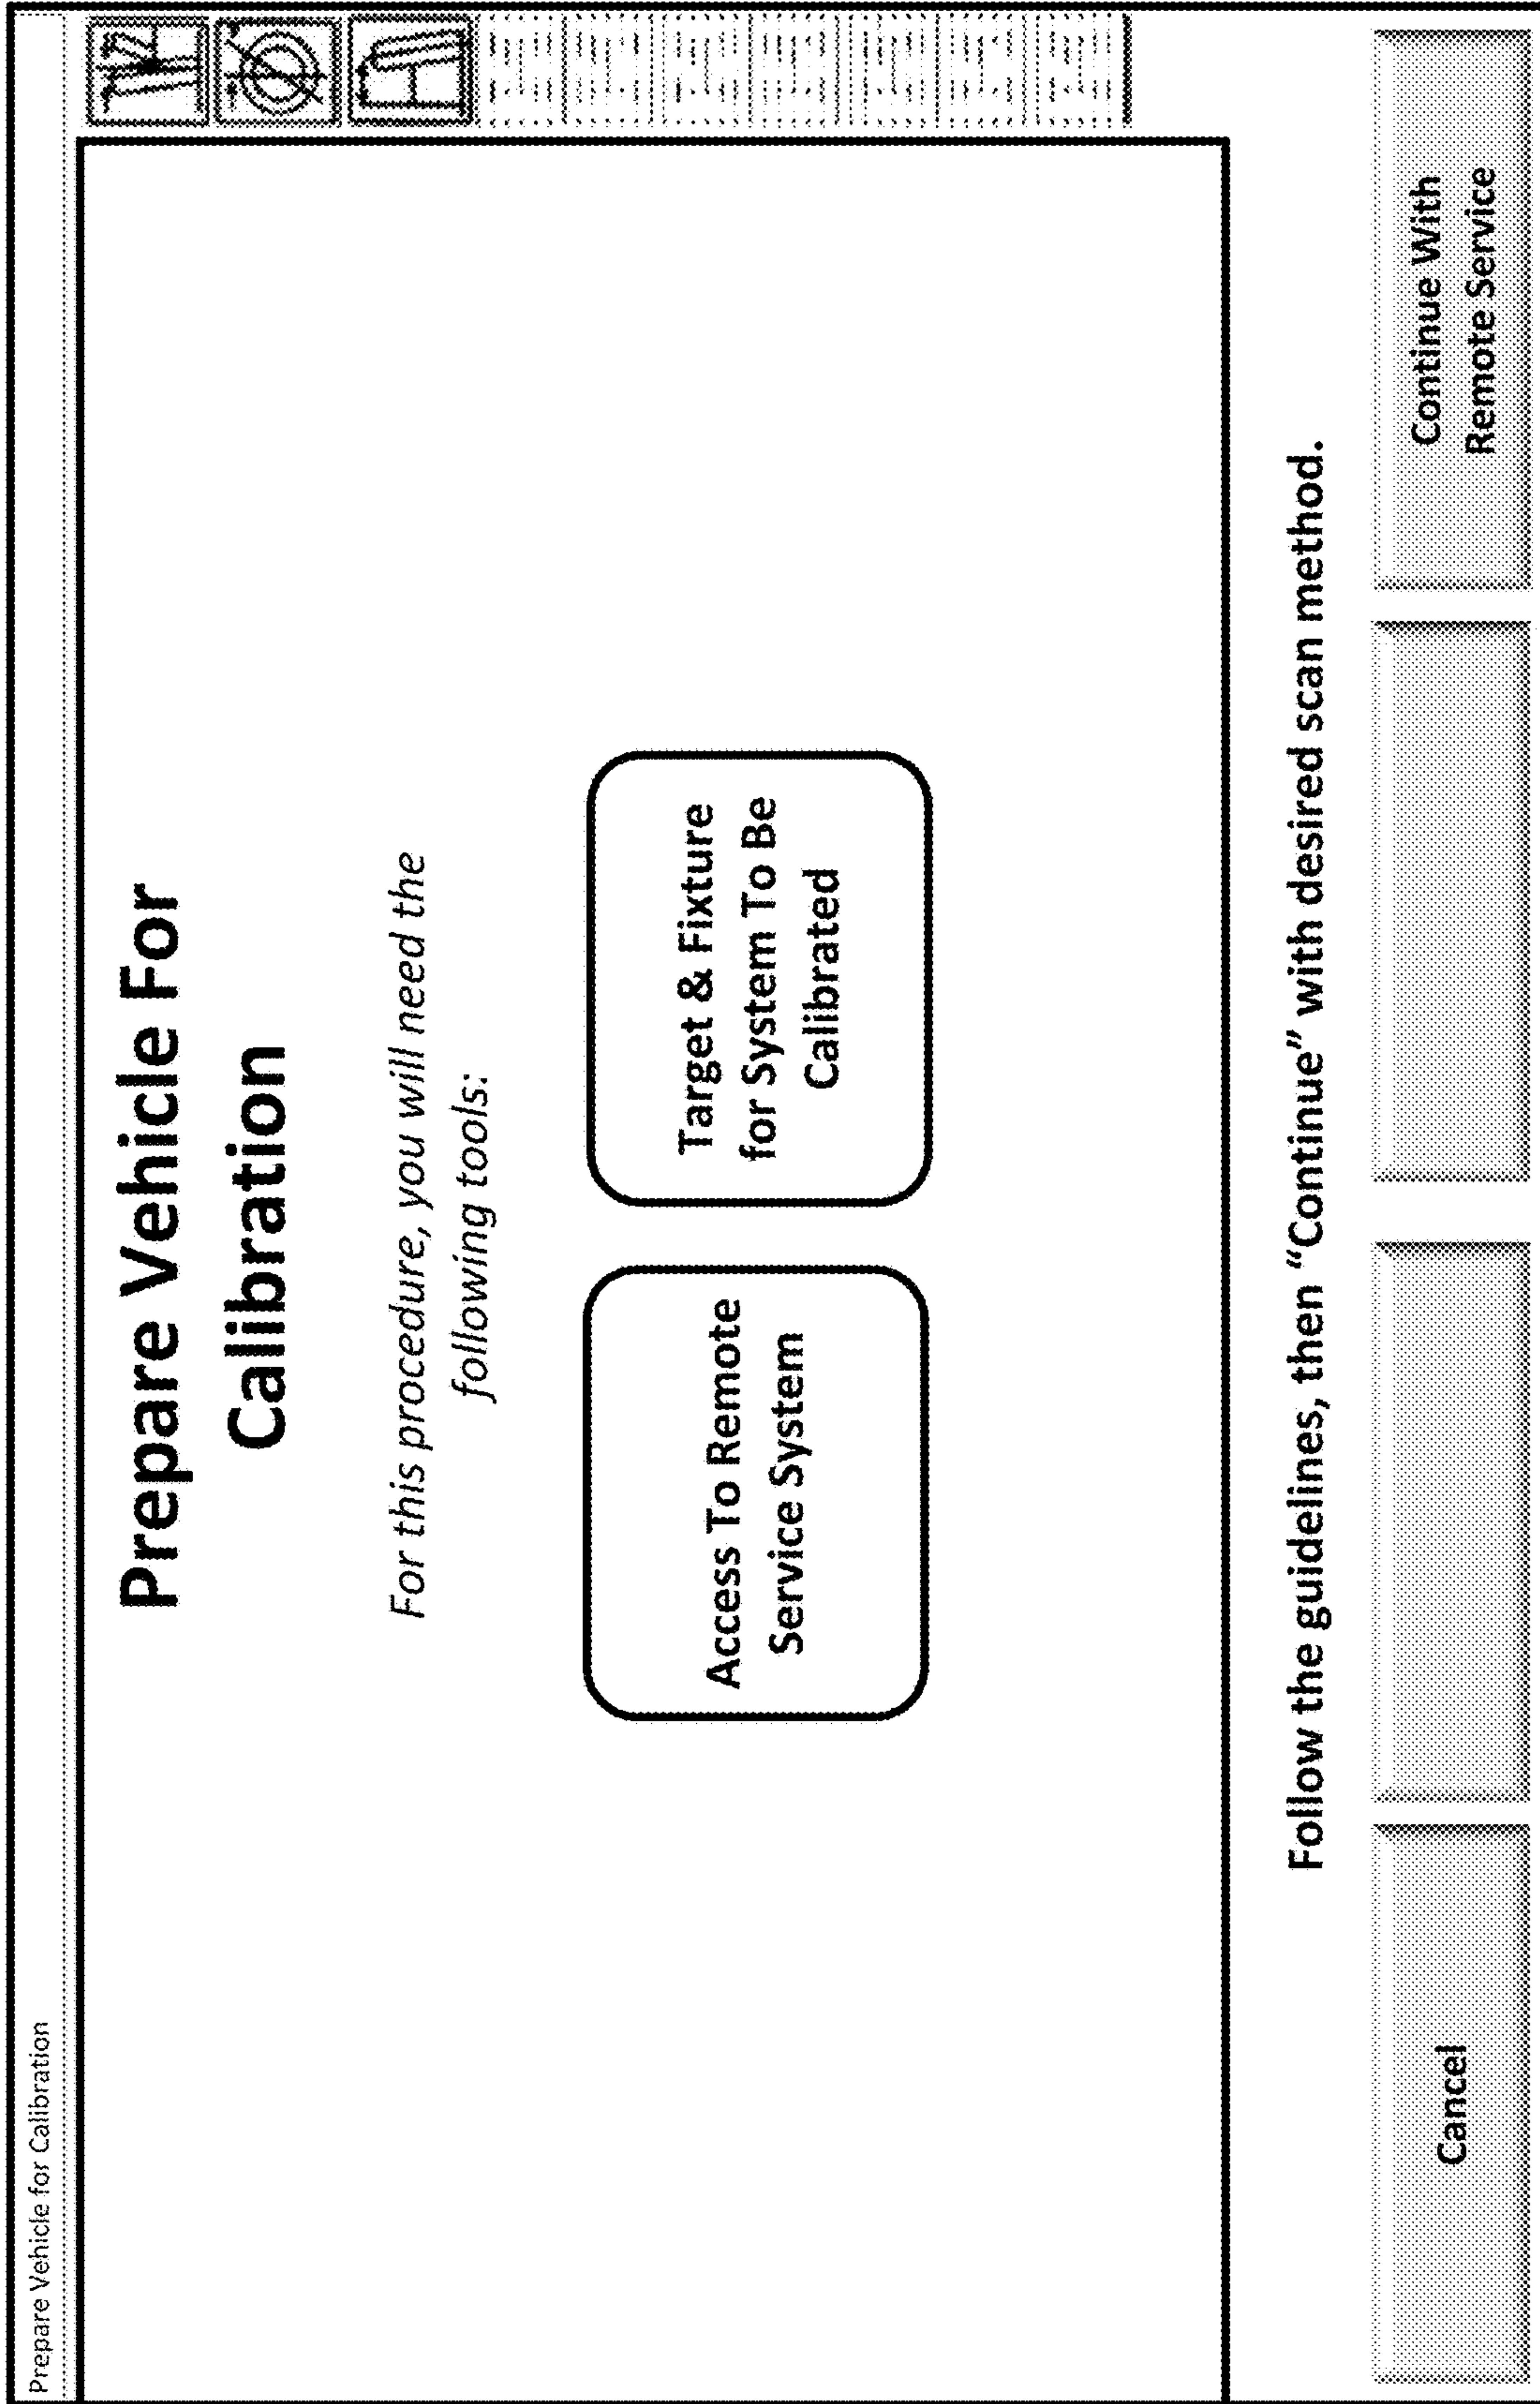 Prepare Vehicle for Calibration
Prepare Vehicle For
Calibration
For this procedure, you will need the
following tools:
Access To Remote
Service System
Target & Fixture
for System To Be
Calibrated
Follow the guidelines, then “Continue” with desired scan method.
Cancel
Continue With
Remote Service